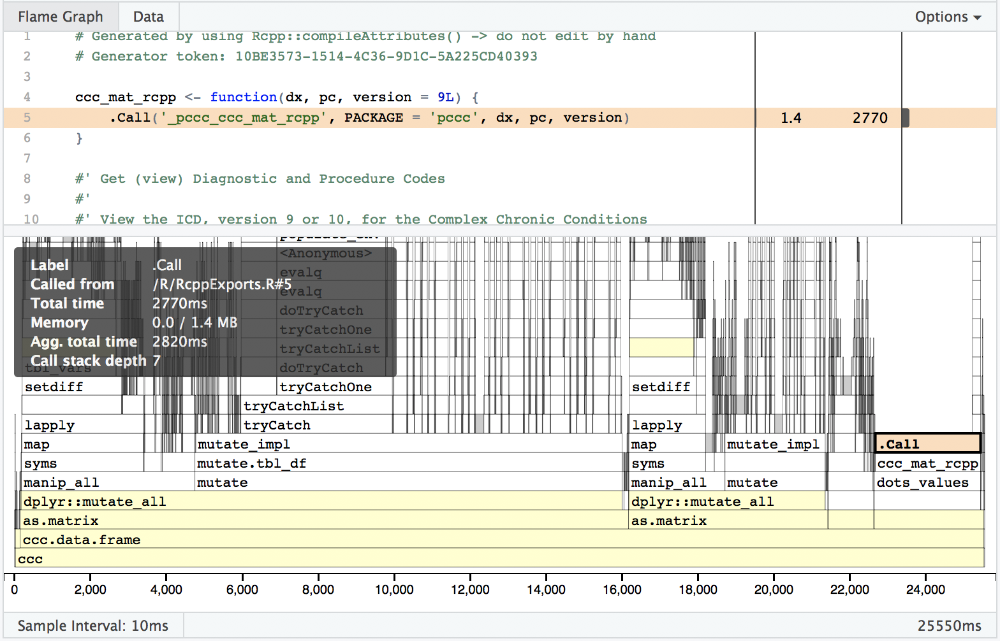 Flame Graph Data Options
1 # Generated by using Rcpp::compileAttributes() -> do not edit by hand
2 # Generator token: 10BE3573-1514-4C36-9D1C-5A225CD40393
3
4 ccc_mat_rcpp <- function(dx, pc, version = 9L) {
5 .Call('_pccc_ccc_mat_rcpp', PACKAGE = 'pccc', dx, pc, version) 1.4 2770
6 }
7
8 #' Get (view) Diagnostic and Procedure Codes
9 #'
10 #' View the ICD, version 9 or 10, for the Complex Chronic Conditions
<Anonymous>
Label .Call
evalq
Called from /R/RcppExports.R#5
evalq
Total time 2770ms
doTryCatch
Memory 0.0 / 1.4 MB
tryCatchOne
Agg. total time 2820ms
tryCatchList
Call stack depth 7
tbl_vars doTryCatch
setdiff tryCatchOne setdiff
tryCatchList
lapply tryCatch lapply
map mutate_impl map mutate_impl .Call
syms mutate.tbl_df syms ccc_mat_rcpp
manip_all mutate manip_all mutate dots_values
dplyr::mutate_all dplyr::mutate_all
as.matrix as.matrix
ccc.data.frame
ccc
0 2,000 4,000 6,000 8,000 10,000 12,000 14,000 16,000 18,000 20,000 22,000 24,000
Sample Interval: 10ms 25550ms